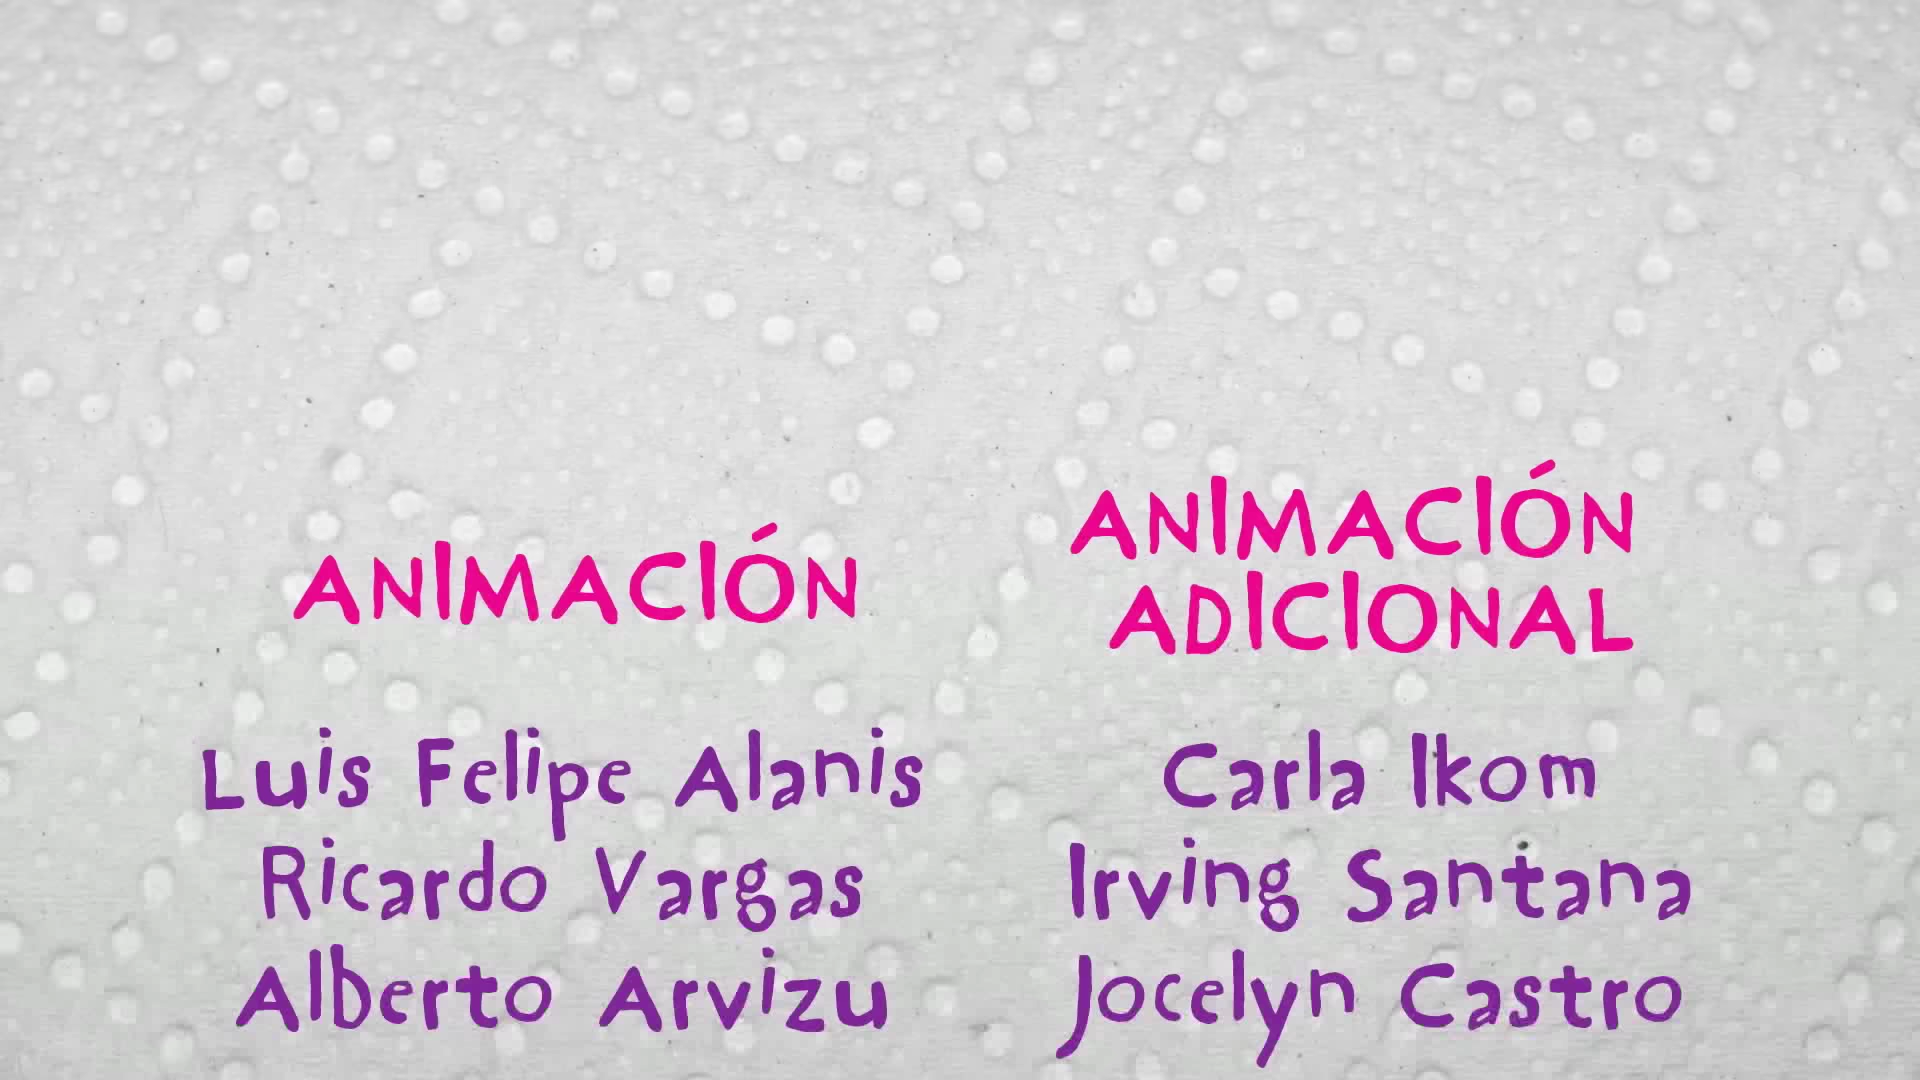 ANIMACIÓN
Luis Felipe Alanis
Ricardo Vargas
Alberto Arvizu
ANIMACIÓN
ADICIONAL
Carla Ikom
Irving Santana
Jocelyn Castro